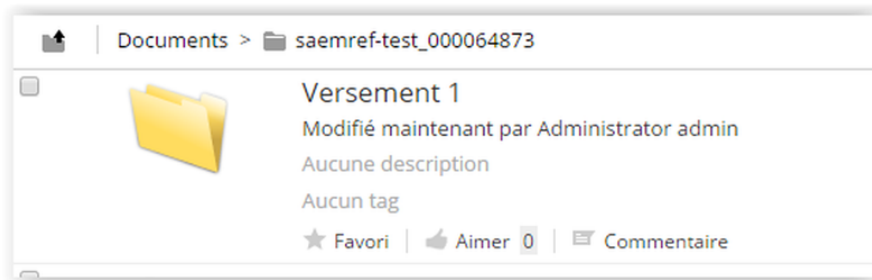 Documents > saemref-test_000064873
Versement 1
Modifié maintenant par Administrator admin
Aucune description
Aucun tag
Favori Aimer 0 Commentaire